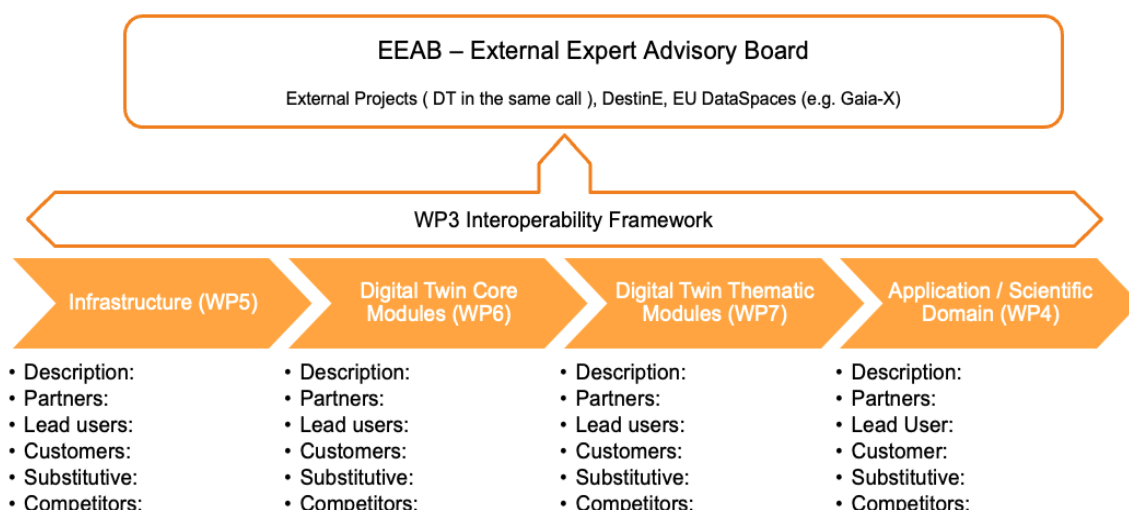 EEAB – External Expert Advisory Board
External Projects ( DT in the same call ), DestinE, EU DataSpaces (e.g. Gaia-X)
WP3 Interoperability Framework
Infrastructure (WP5)
Digital Twin Core
Modules (WP6)
Digital Twin Thematic
Modules (WP7)
Application / Scientific
Domain (WP4)
• Description:
• Partners:
• Lead users:
• Customers:
• Substitutive:
• Competitors:
• Description:
• Partners:
• Lead users:
• Customers:
• Substitutive:
• Competitors:
• Description:
• Partners:
• Lead users:
• Customers:
• Substitutive:
• Competitors:
• Description:
• Partners:
• Lead User:
• Customer:
• Substitutive:
• Competitors: